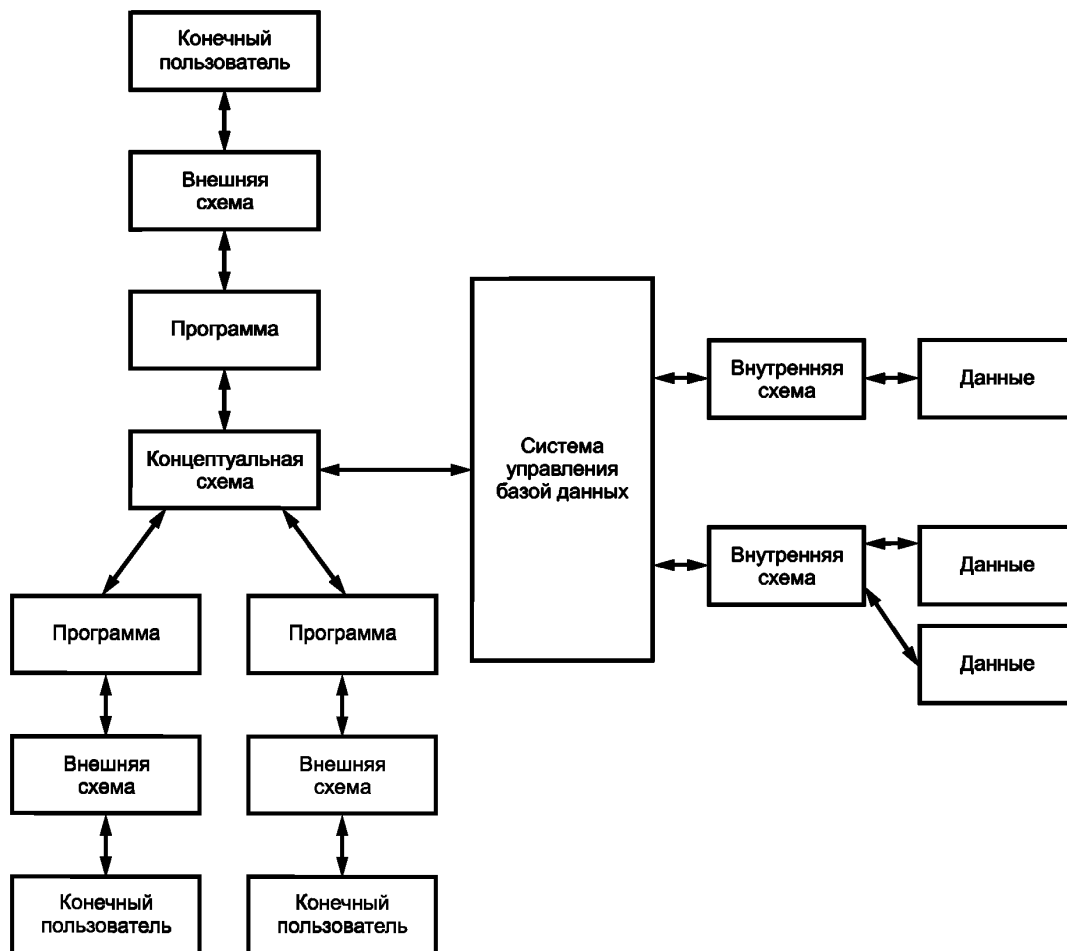 Конечный
пользователь
Внешняя
схема
Программа
Концептуальная
схема
Система
управления
базой данных
Внутренняя
схема
Данные
Внутренняя
схема
Данные
Данные
Программа
Программа
Внешняя
схема
Внешняя
схема
Конечный
пользователь
Конечный
пользователь